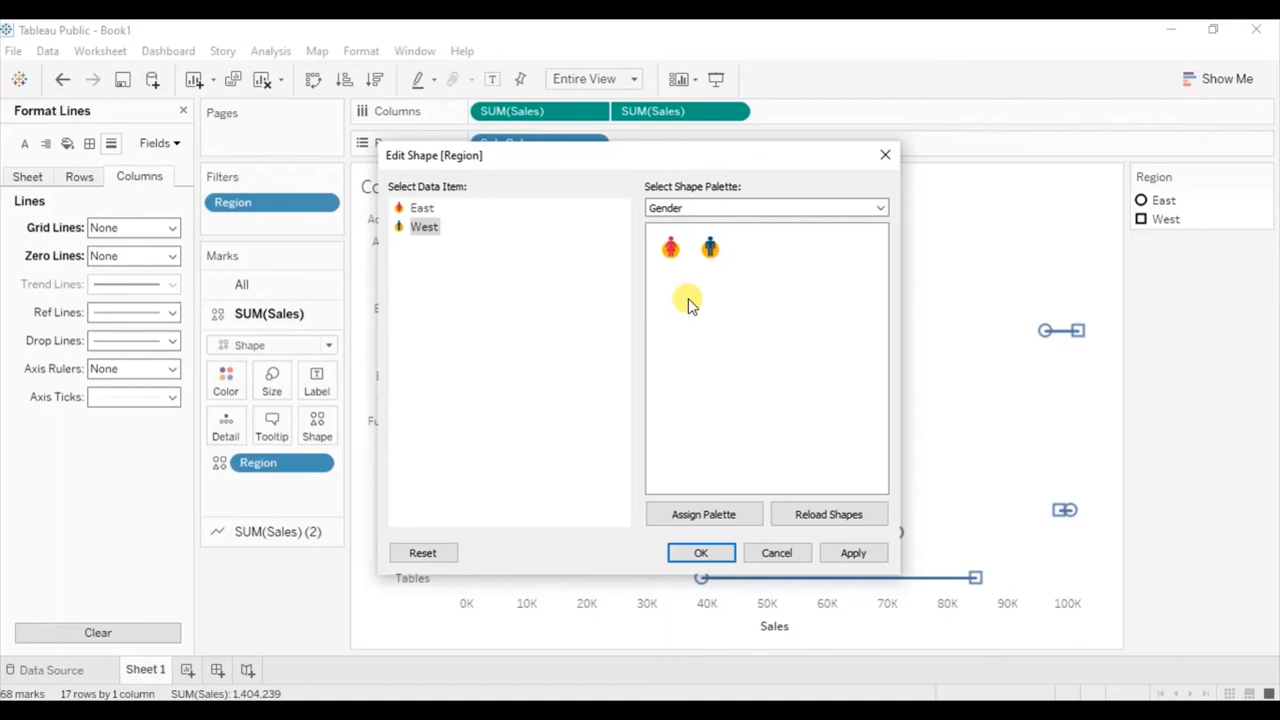 Tableau Public - Book1
File Data Worksheet Dashboard Story Analysis Map Format Window Help
Entire View
Show Me
Format Lines
Fields
Sheet Rows Columns
Lines
Grid Lines: None
Zero Lines: None
Trend Lines:
Ref Lines:
Drop Lines:
Axis Rulers: None
Axis Ticks:
Clear
Pages
Filters
Region
Marks
All
SUM(Sales)
Shape
Color Size Label
Detail Tooltip Shape
Region
SUM(Sales) (2)
Columns SUM(Sales) SUM(Sales)
Edit Shape [Region]
Select Data Item:
East
West
Select Shape Palette:
Gender
Assign Palette Reload Shapes
Reset OK Cancel Apply
Tables
0K 10K 20K 30K 40K 50K 60K 70K 80K 90K 100K
Sales
Region
East
West
Data Source Sheet 1
68 marks 17 rows by 1 column SUM(Sales): 1,404,239